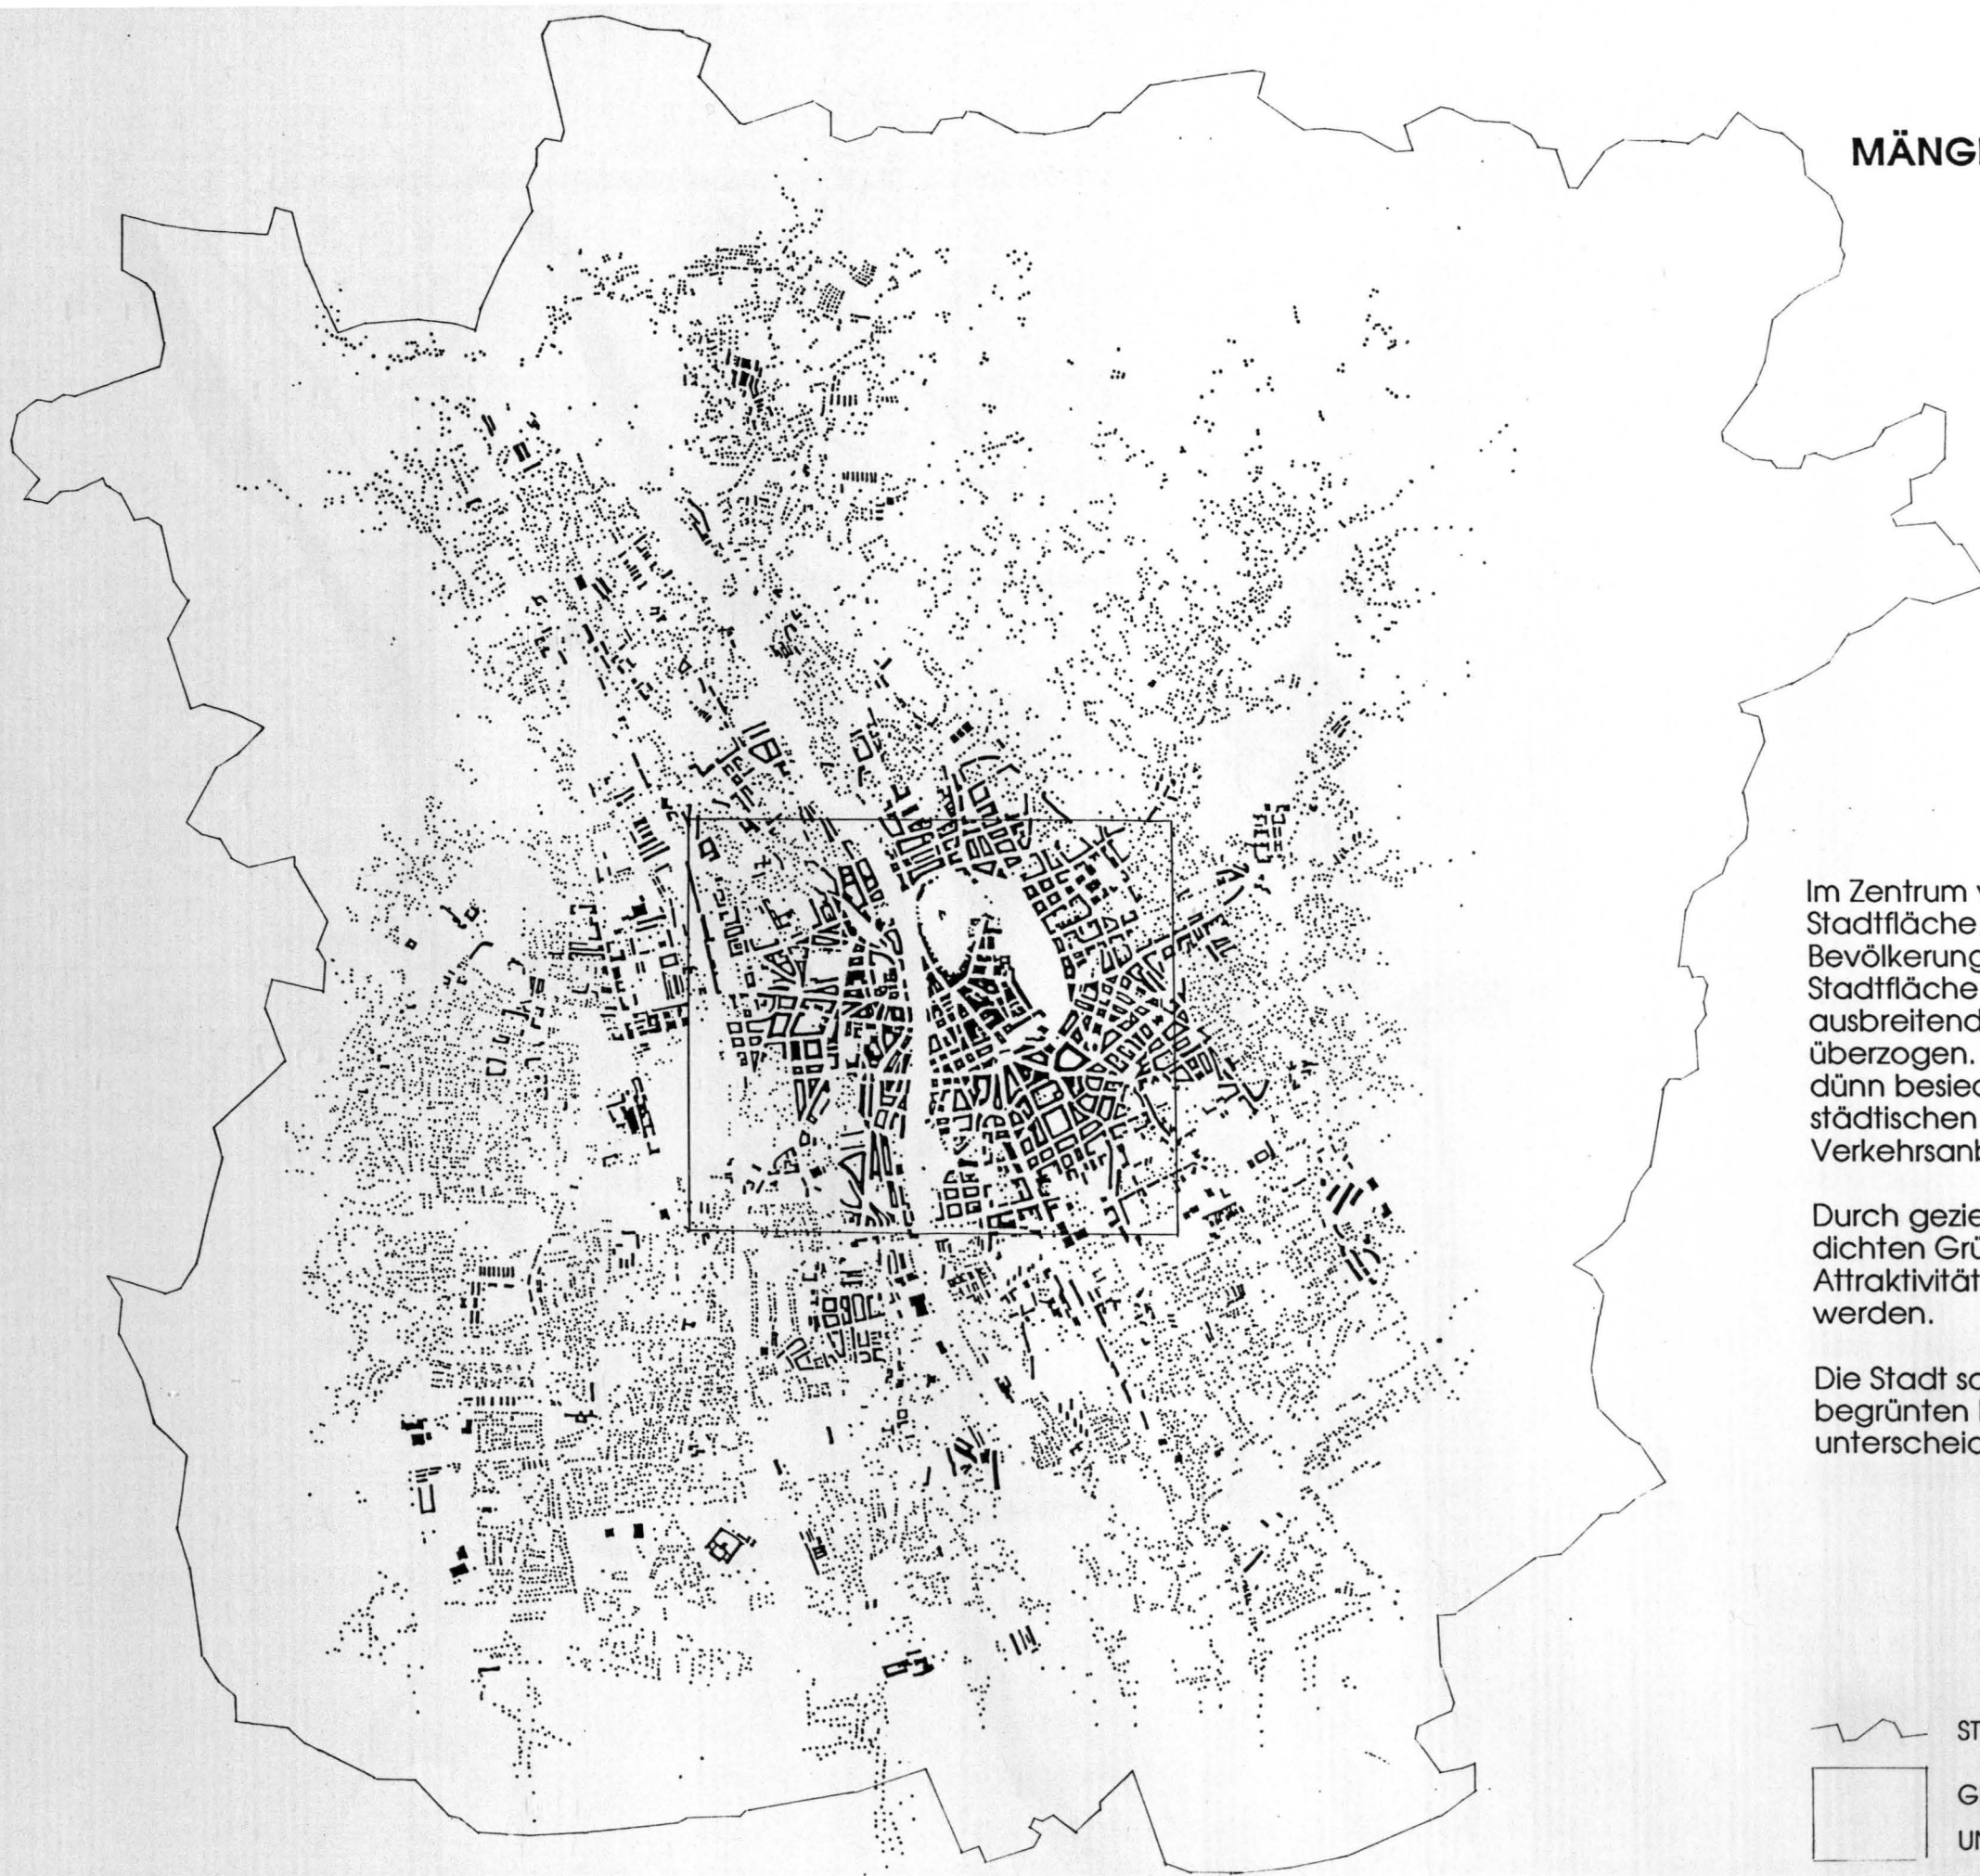 MÄNG
Im Zentrum
Stadtfläche
Bevölkerung
Stadtfläche
ausbreitend
überzogen.
dünn besied
städtischen
Verkehrsanb
Durch gezie
dichten Grü
Attraktivität
werden.
Die Stadt so
begrünten
unterscheid
ST
G
UN